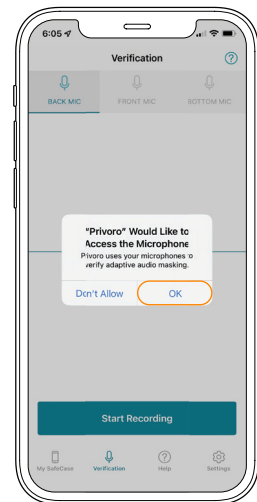 6:05
Verification
?
BACK MIC FRONT MIC BOTTOM MIC
"Privoro" Would Like to
Access the Microphone
Privoro uses your microphones to
verify adaptive audio masking.
Don't Allow OK
Start Recording
?
My SafeCase Verification Help Settings